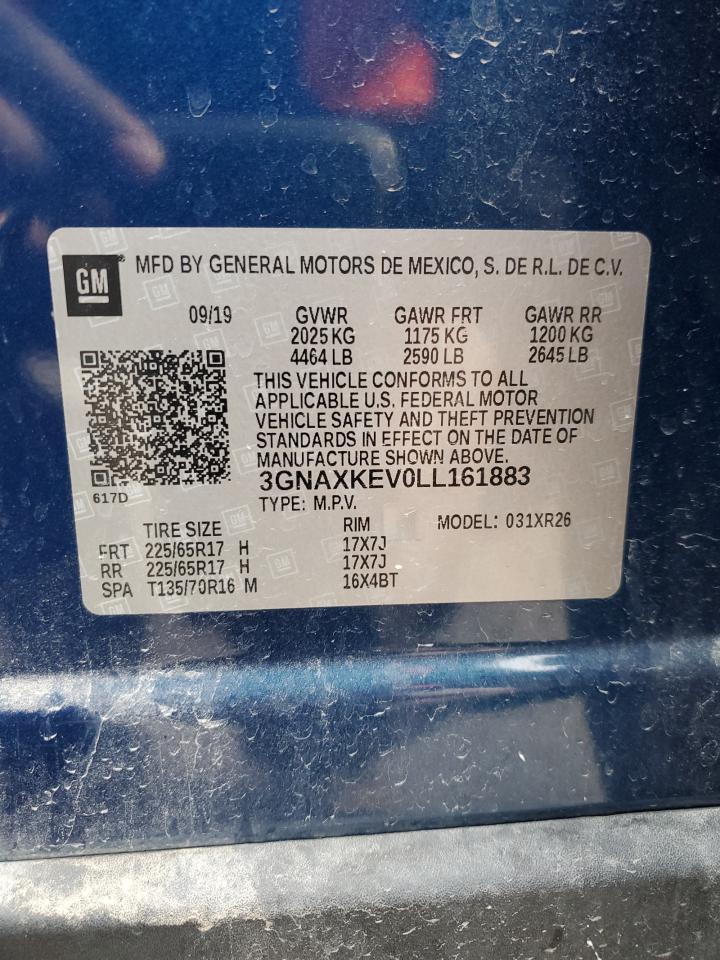 GM ® MFD BY GENERAL MOTORS DE MEXICO, S. DE R.L. DE C.V.
09/19 GVWR GAWR FRT GAWR RR
2025 KG 1175 KG 1200 KG
4464 LB 2590 LB 2645 LB
THIS VEHICLE CONFORMS TO ALL
APPLICABLE U.S. FEDERAL MOTOR
VEHICLE SAFETY AND THEFT PREVENTION
STANDARDS IN EFFECT ON THE DATE OF
MANUFACTURE SHOWN ABOVE.
3GNAXKEV0LL161883
617D
TYPE: M.P.V.
TIRE SIZE RIM MODEL: 031XR26
FRT 225/65R17 H 17X7J
RR 225/65R17 H 17X7J
SPA T135/70R16 M 16X4BT